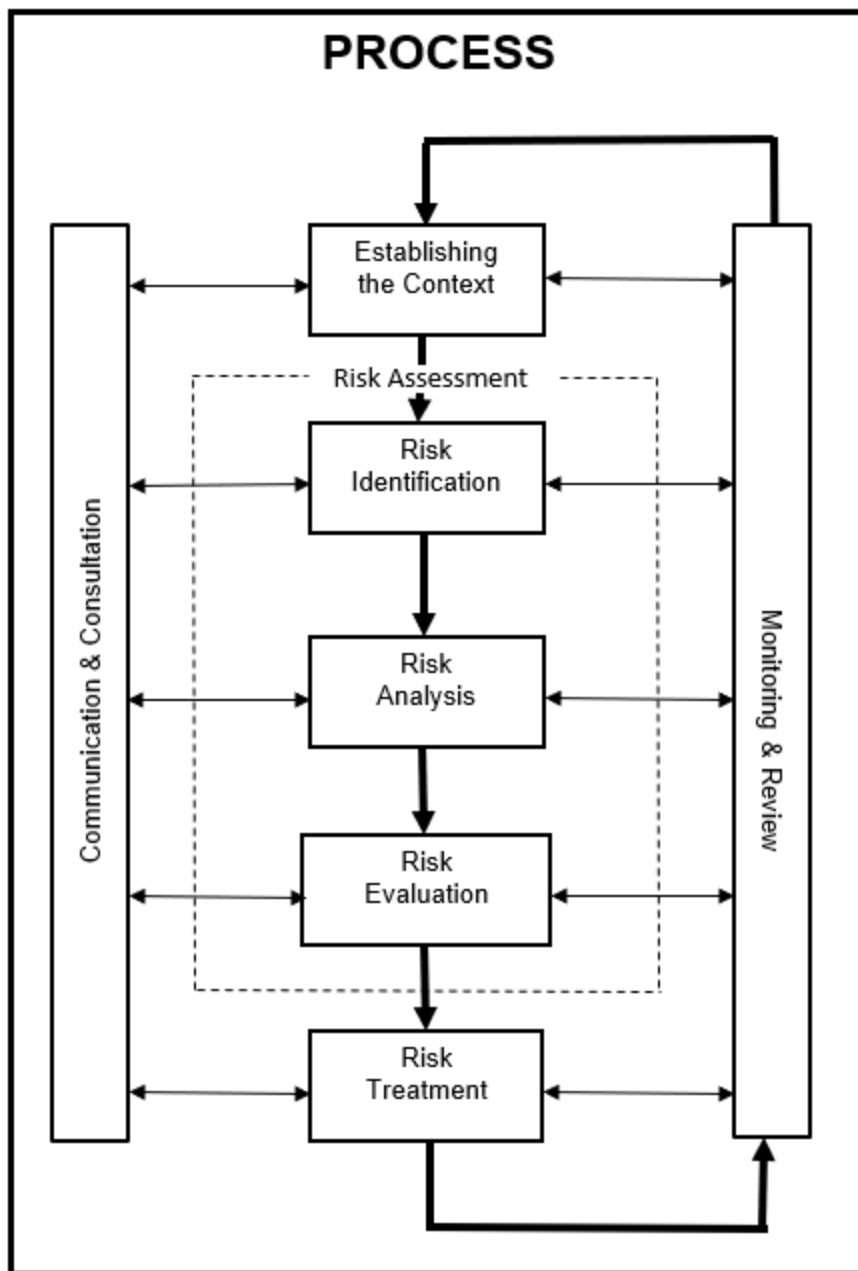 PROCESS
Establishing
the Context
Risk Assessment
Risk
Identification
Communication & Consultation
Monitoring & Review
Risk
Analysis
Risk
Evaluation
Risk
Treatment